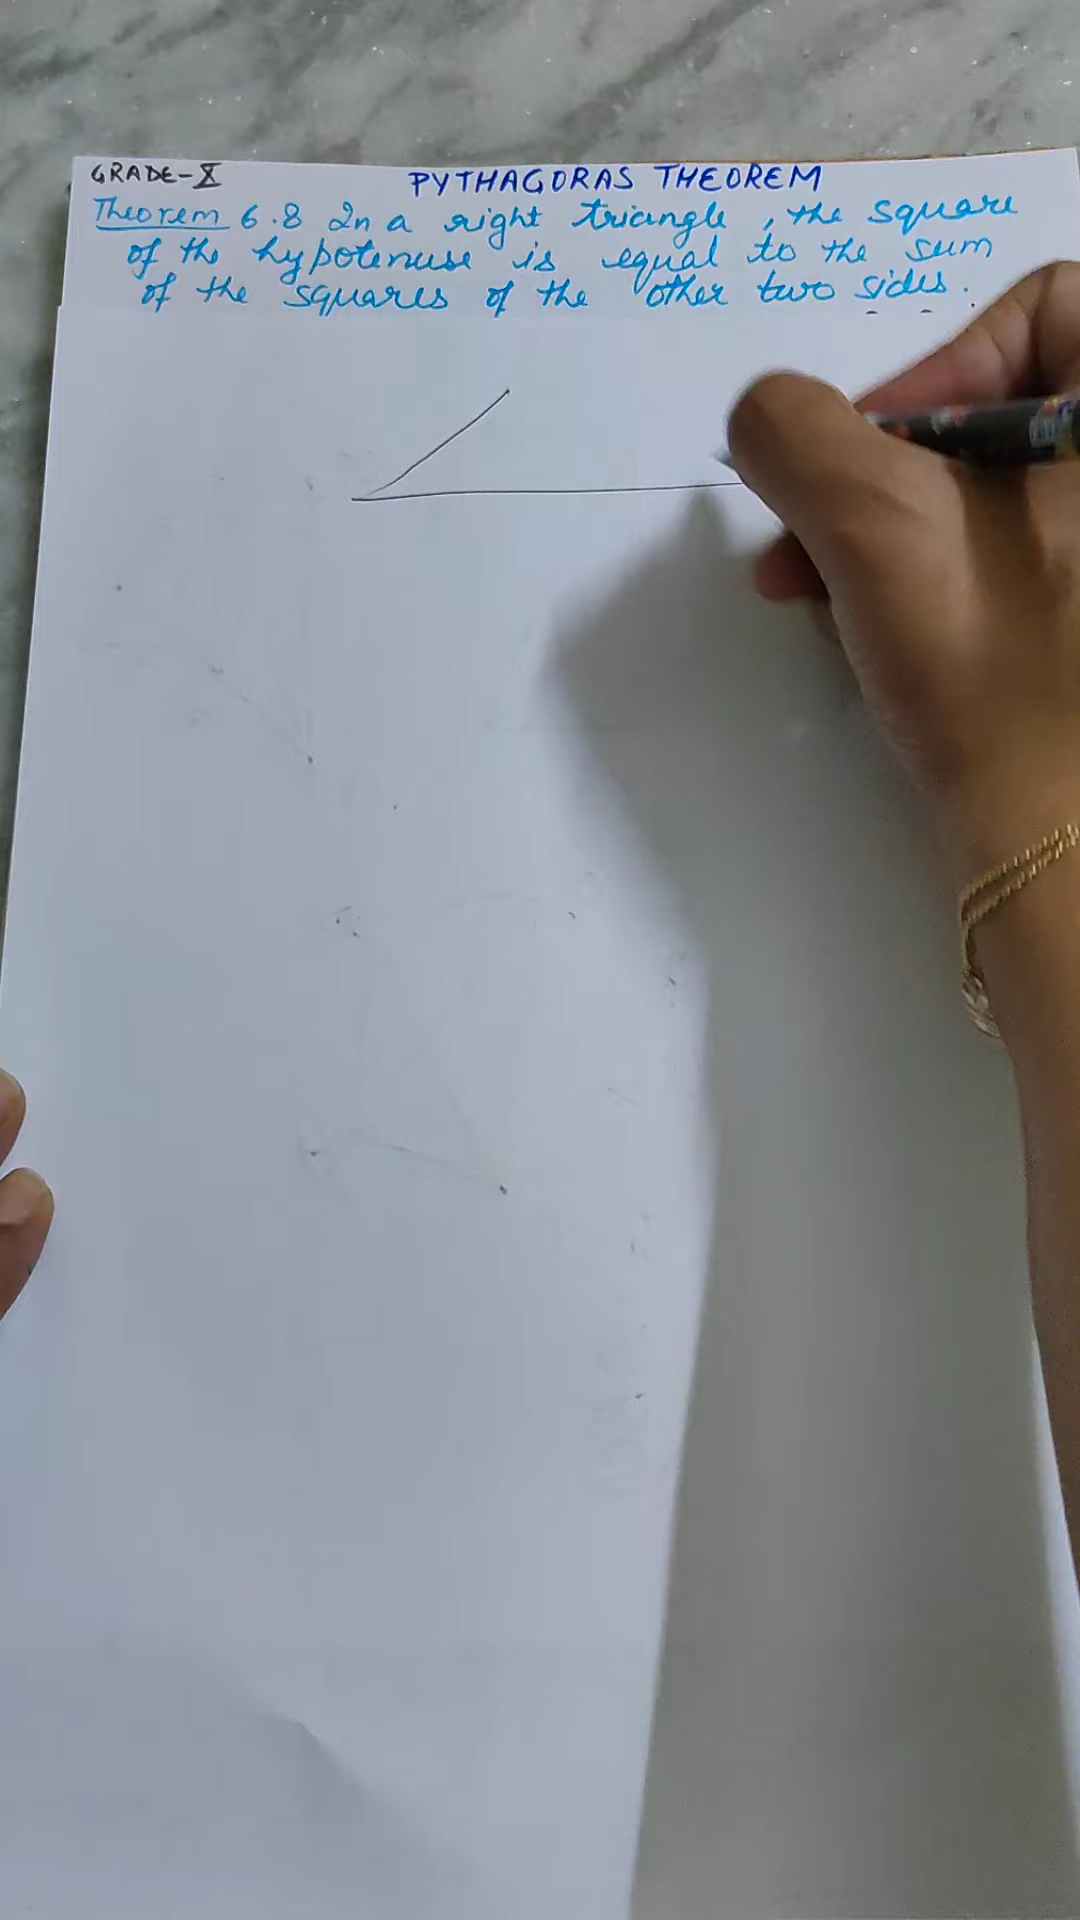 GRADE-X
PYTHAGORAS THEOREM
Theorem 6.8 In a right triangle, the square
of the hypotenuse is equal to the sum
of the squares of the other two sides.